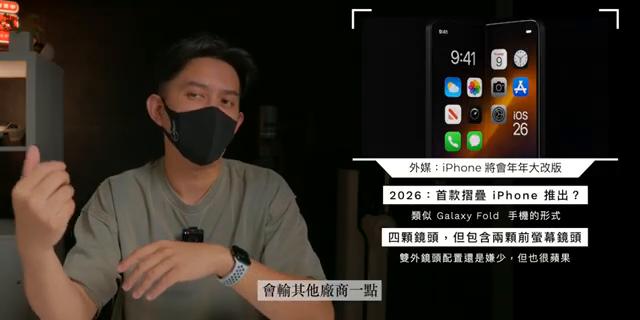 9:41
9:41
9
iOS
26
外媒：iPhone 將會年年大改版
2026：首款摺疊 iPhone 推出？
類似 Galaxy Fold 手機的形式
四顆鏡頭，但包含兩顆前螢幕鏡頭
雙外鏡頭配置還是嫌少，但也很蘋果
會輸其他廠商一點